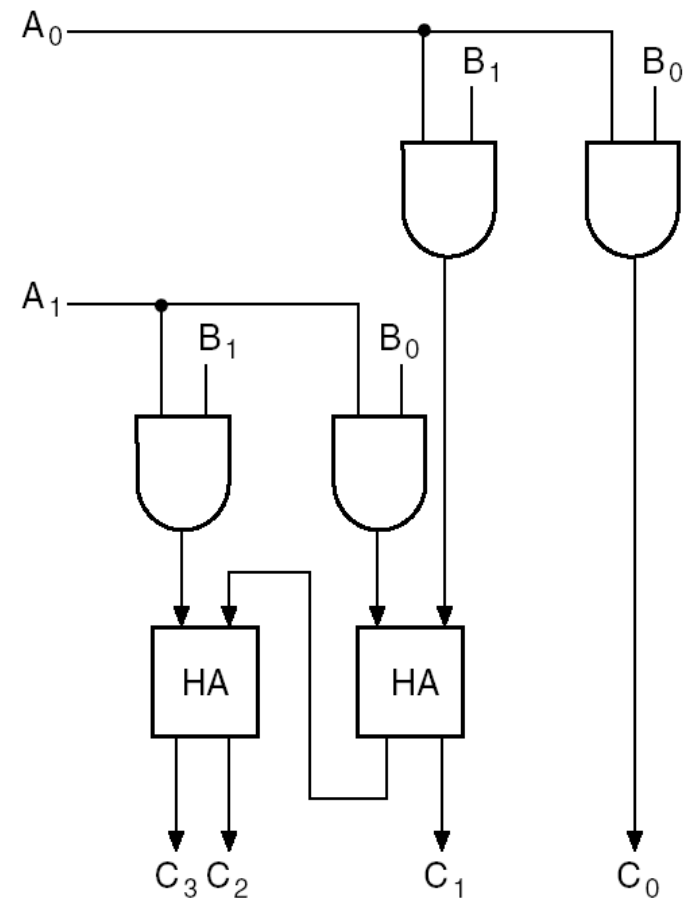 A₀
B₁ B₀
A₁
B₁ B₀
HA HA
C₃ C₂ C₁ C₀